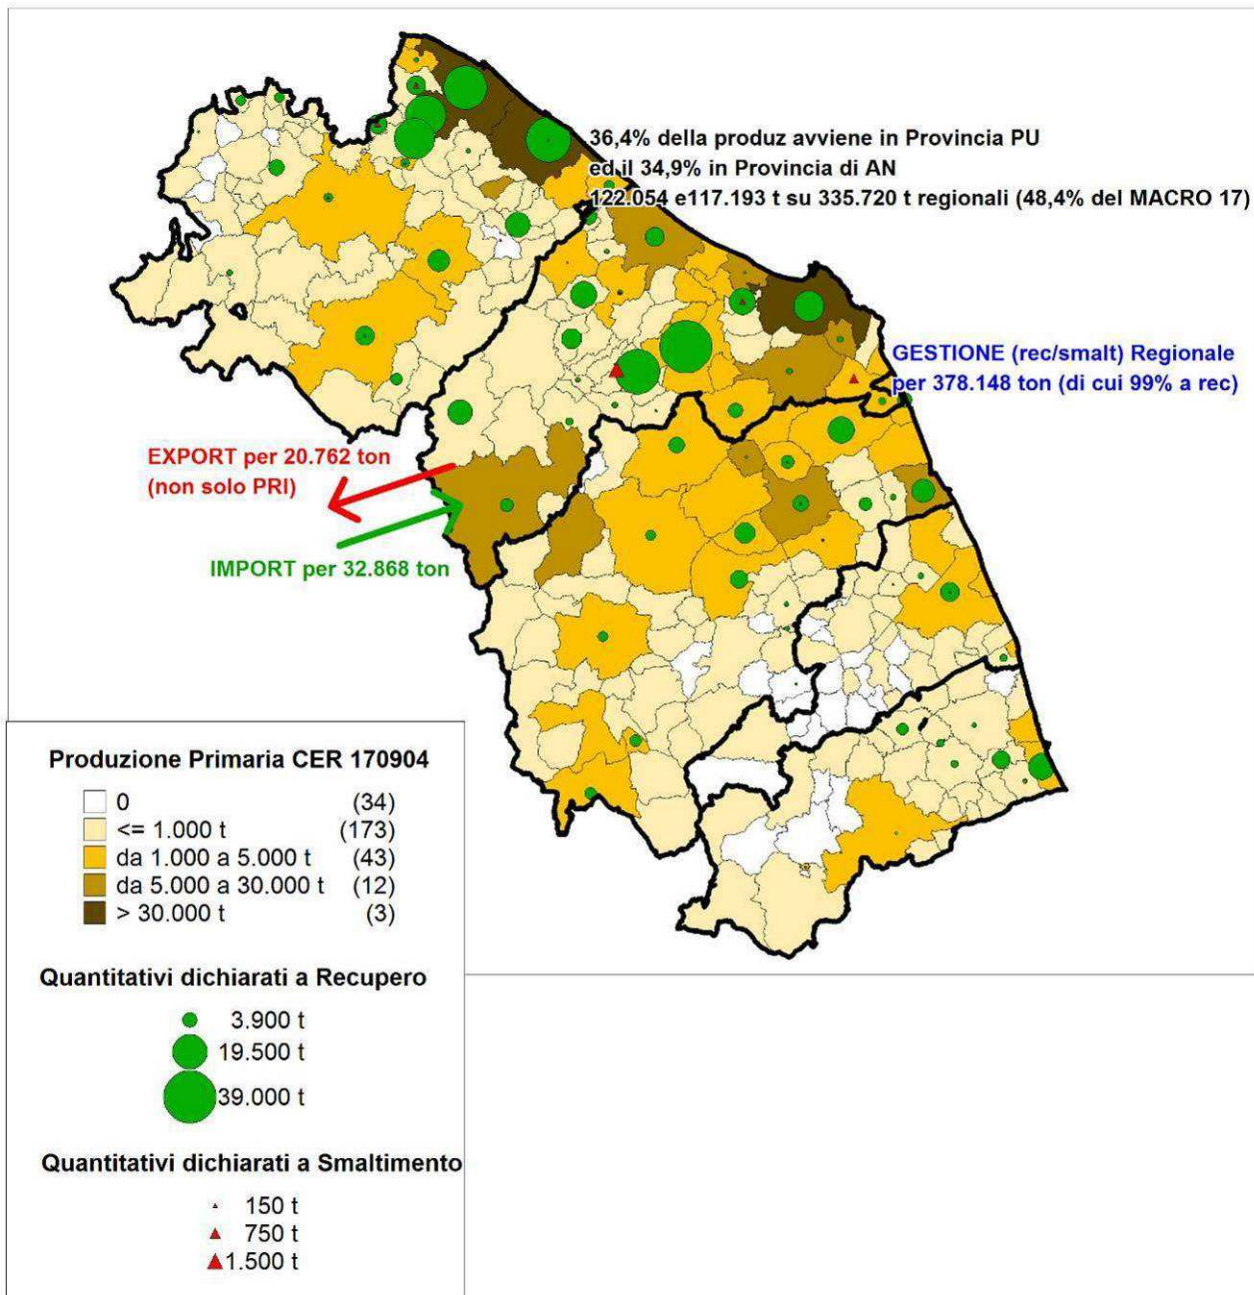 36,4% della produz avviene in Provincia PU
ed il 34,9% in Provincia di AN
122.054 e117.193 t su 335.720 t regionali (48,4% del MACRO 17)
GESTIONE (rec/smalt) Regionale
per 378.148 ton (di cui 99% a rec)
EXPORT per 20.762 ton
(non solo PRI)
IMPORT per 32.868 ton
Produzione Primaria CER 170904
0 (34)
<= 1.000 t (173)
da 1.000 a 5.000 t (43)
da 5.000 a 30.000 t (12)
> 30.000 t (3)
Quantitativi dichiarati a Recupero
3.900 t
19.500 t
39.000 t
Quantitativi dichiarati a Smaltimento
150 t
750 t
1.500 t